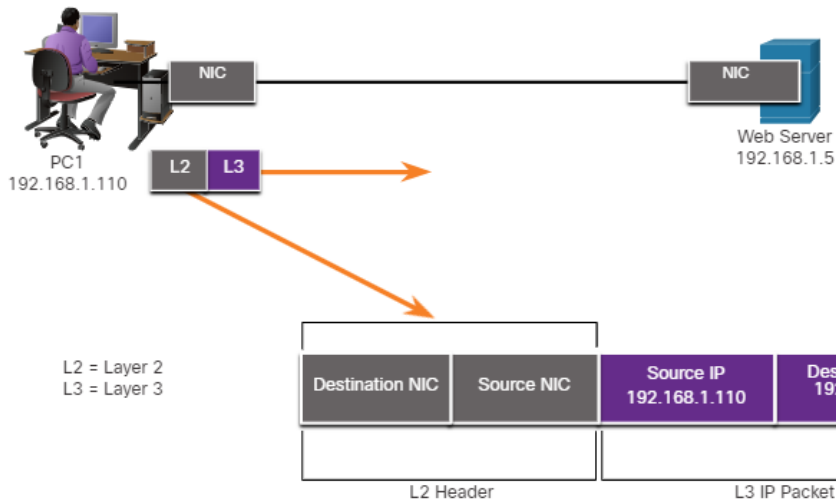 NIC
NIC
PC1
192.168.1.110
L2
L3
Web Server
192.168.1.5
L2 = Layer 2
L3 = Layer 3
Destination NIC
Source NIC
Source IP
192.168.1.110
L2 Header
L3 IP Packet